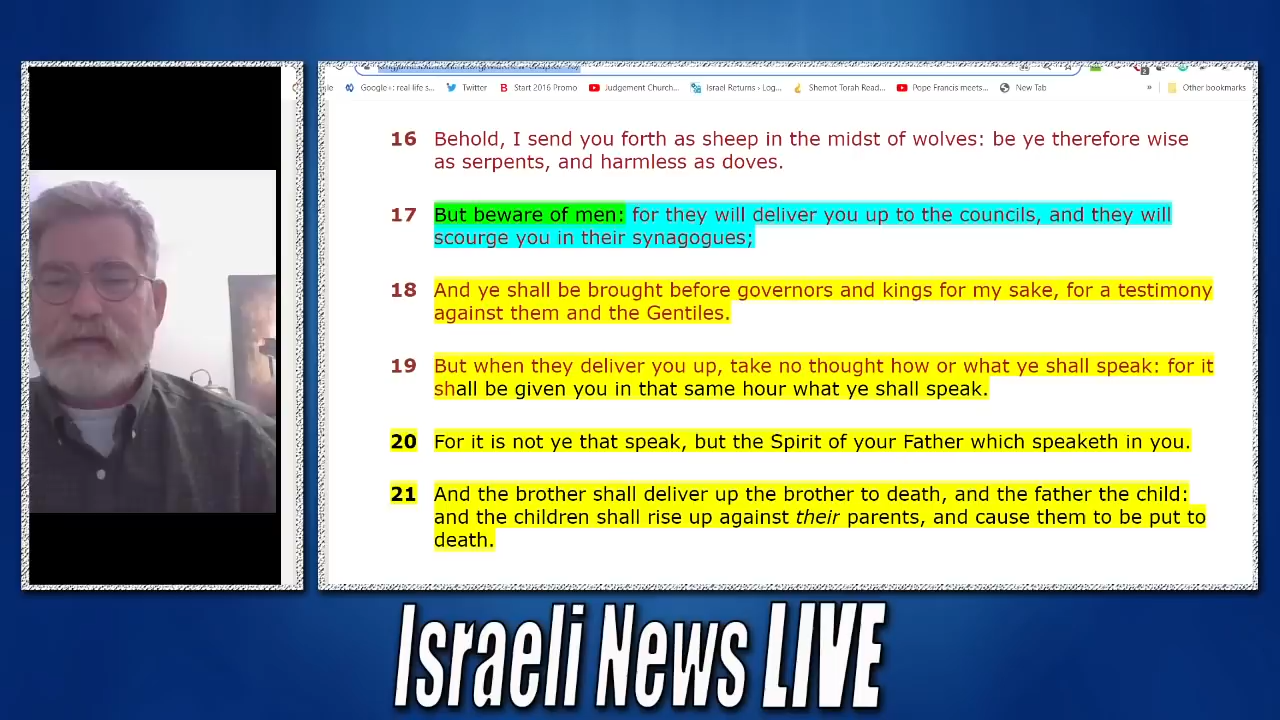 Google+: real life s...
Twitter
Start 2016 Promo
Judgement Church...
Israel Returns › Log...
Shemot Torah Read...
Pope Francis meets...
New Tab
»
Other bookmarks
16 Behold, I send you forth as sheep in the midst of wolves: be ye therefore wise
as serpents, and harmless as doves.
17 But beware of men: for they will deliver you up to the councils, and they will
scourge you in their synagogues;
18 And ye shall be brought before governors and kings for my sake, for a testimony
against them and the Gentiles.
19 But when they deliver you up, take no thought how or what ye shall speak: for it
shall be given you in that same hour what ye shall speak.
20 For it is not ye that speak, but the Spirit of your Father which speaketh in you.
21 And the brother shall deliver up the brother to death, and the father the child:
and the children shall rise up against their parents, and cause them to be put to
death.
Israeli News LIVE